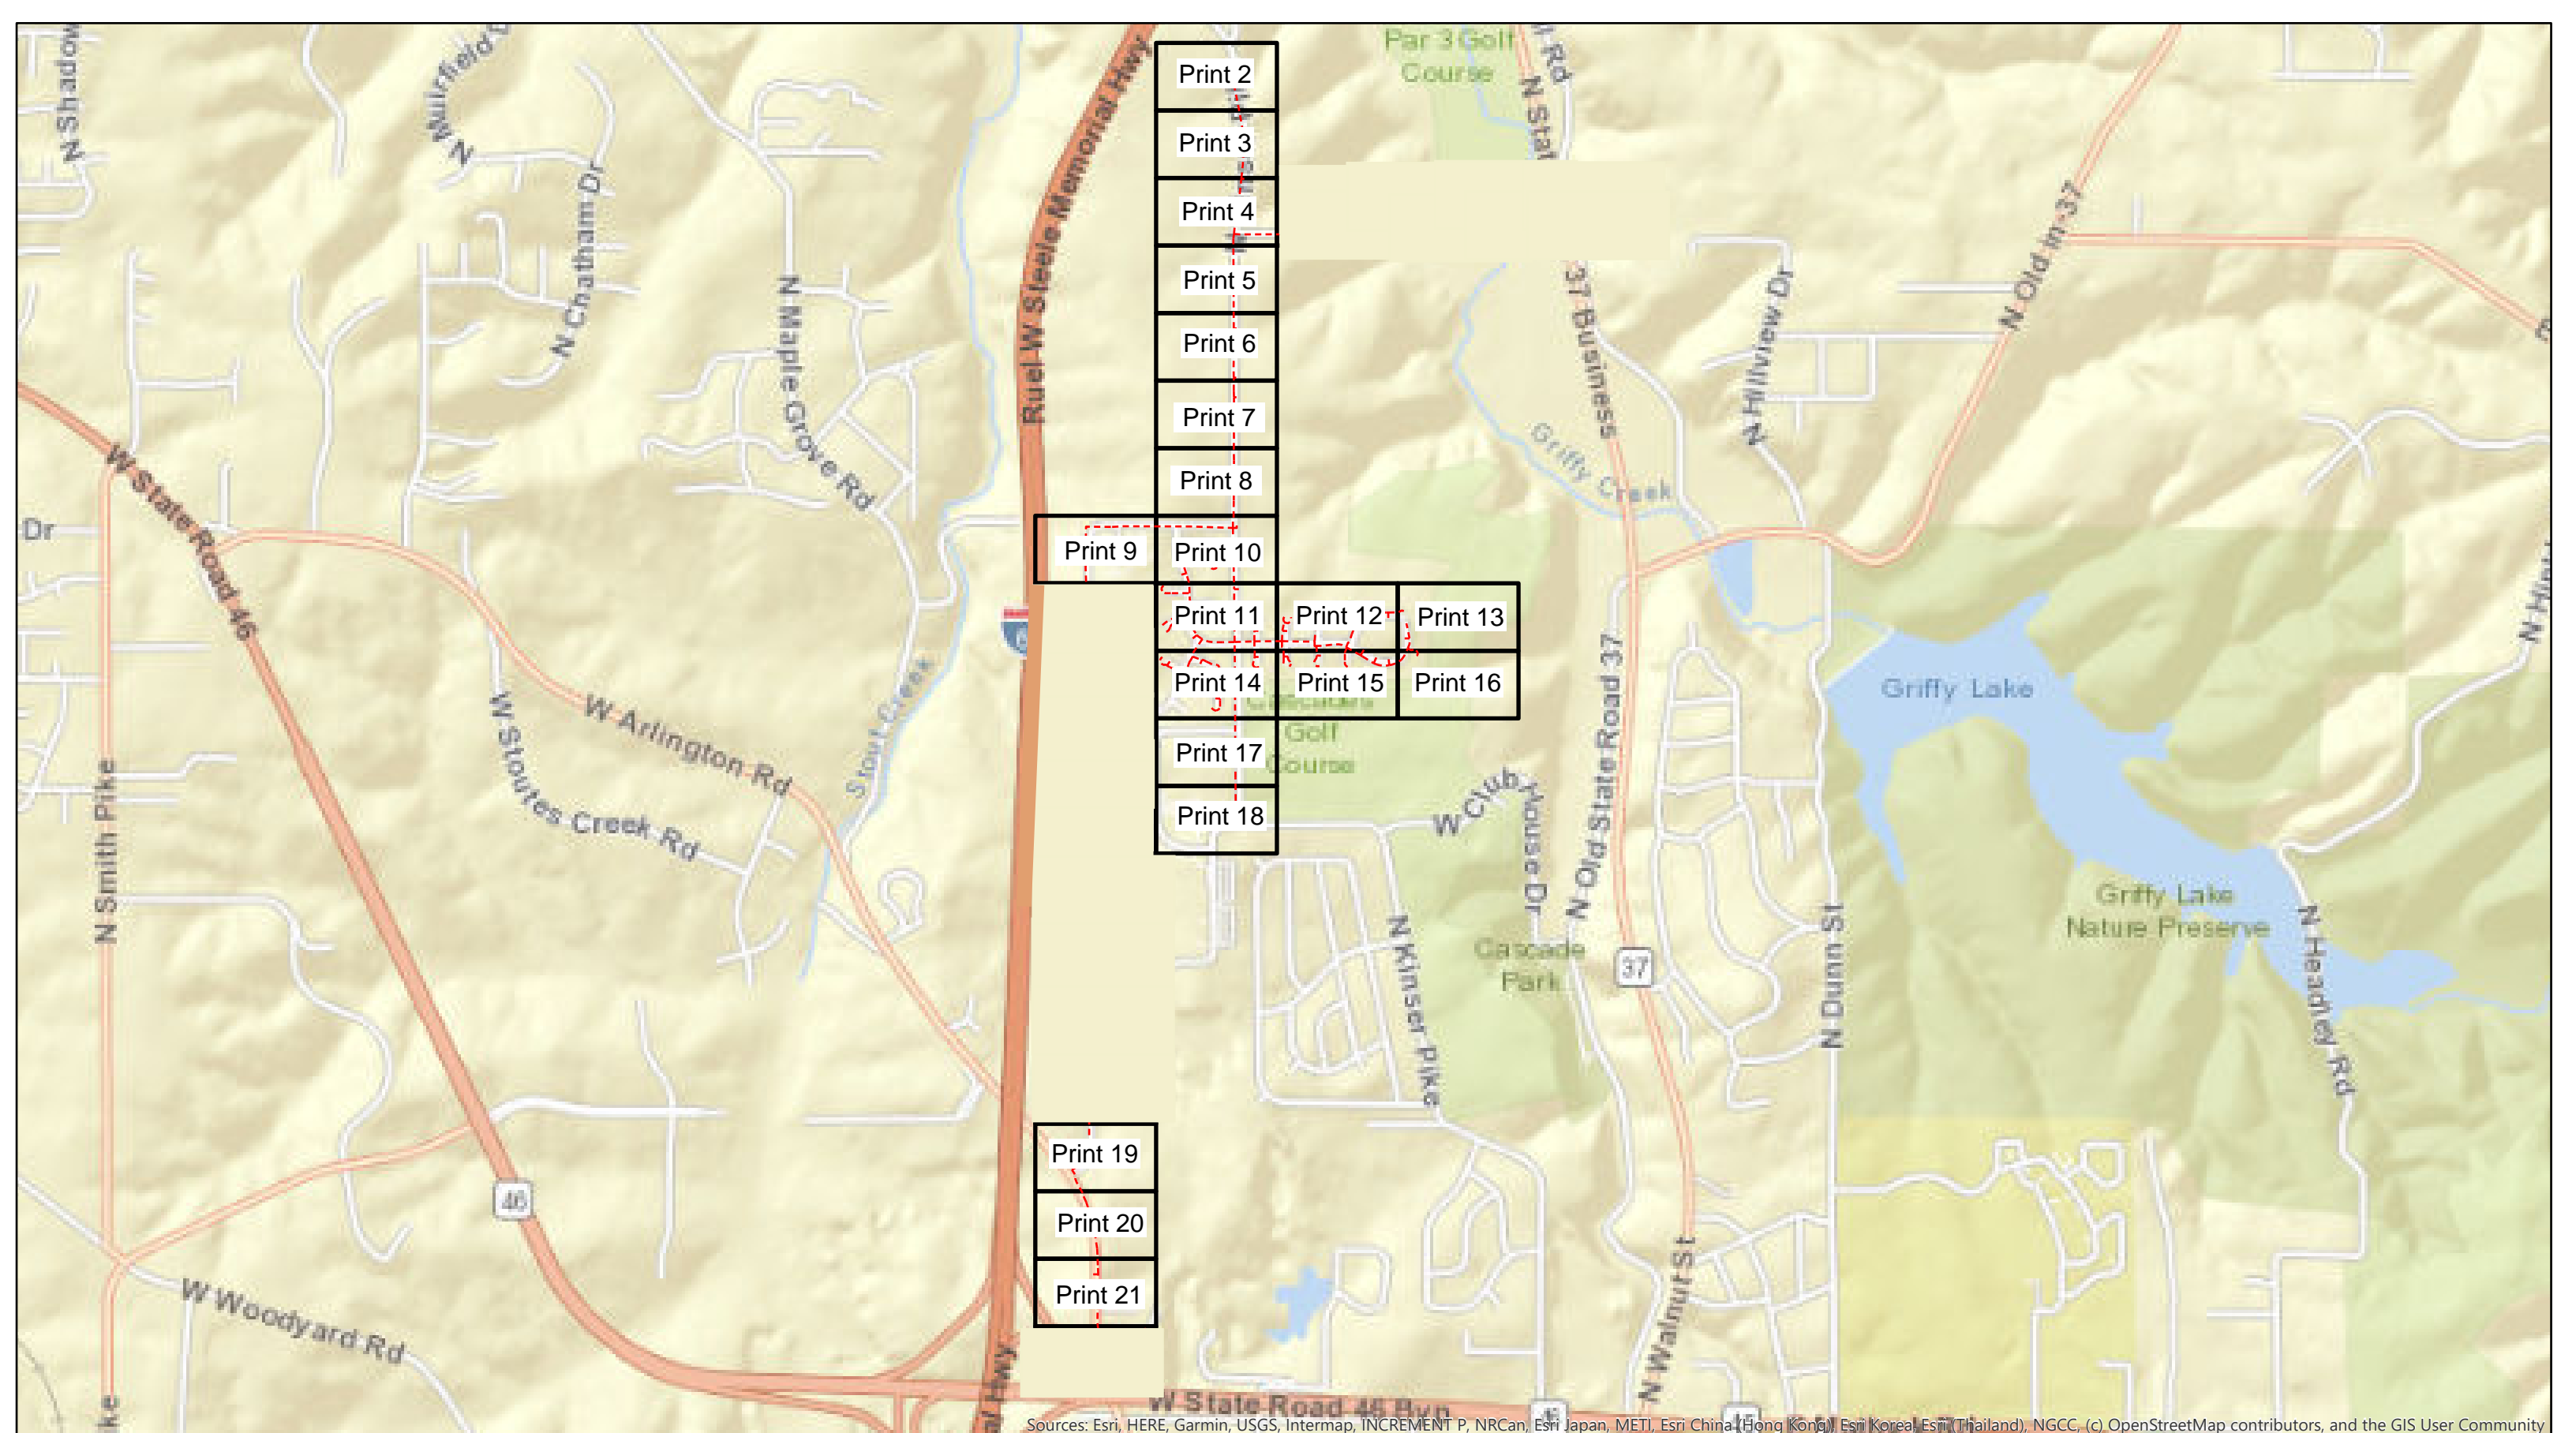 N Shadow
N Muirfield
Ruel W Steele Memorial Hwy
Print 2
Par 3 Golf
Course
N Stat
l Rd
Print 3
N Chatham Dr
Print 4
N Old in-37
Print 5
N Maple Grove Rd
37 Business
N Hillview Dr
Print 6
Print 7
Print 8
Griffy Creek
W State Road 46
Dr
Print 9
Print 10
Print 11
Print 12
Print 13
Print 14
Print 15
Print 16
Griffy Lake
Stout Creek
W Arlington Rd
W Stoutes Creek Rd
Print 17
Golf
Course
Print 18
W Club House Dr
N Old State Road 37
N Smith Pike
N Kinser Pike
Cascade
Park
37
N Dunn St
Griffy Lake
Nature Preserve
N Headley Rd
Print 19
46
Print 20
Print 21
W Woodyard Rd
N Walnut St
al Hwy
ke
W State Road 46 Byp
Sources: Esri, HERE, Garmin, USGS, Intermap, INCREMENT P, NRCan, Esri Japan, METI, Esri China (Hong Kong), Esri Korea, Esri (Thailand), NGCC, (c) OpenStreetMap contributors, and the GIS User Community